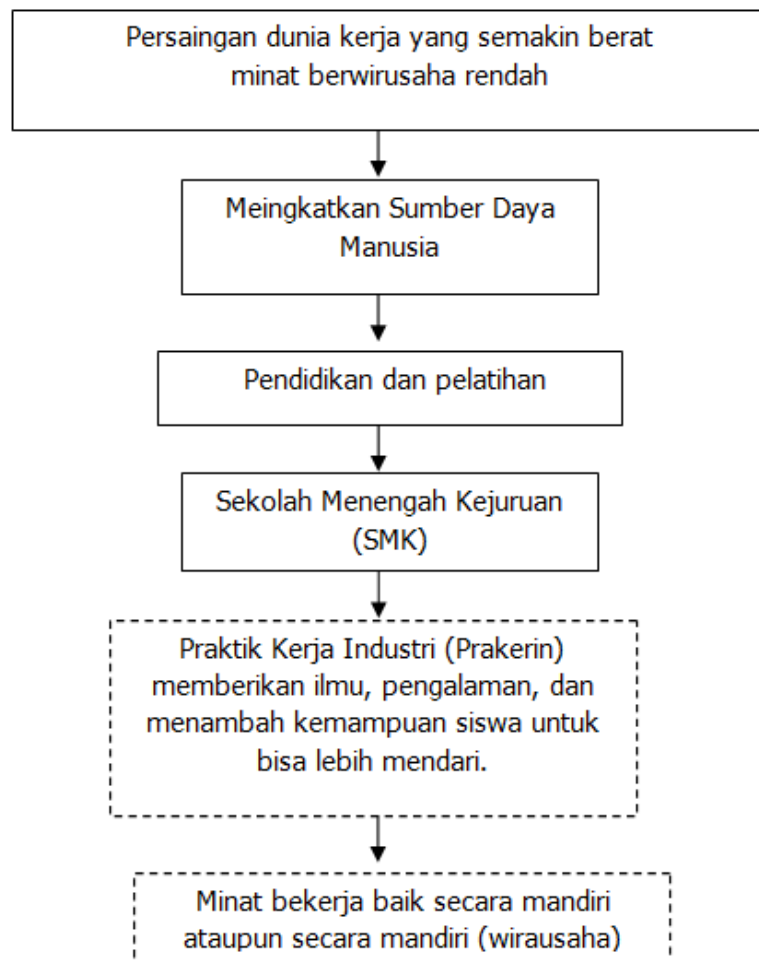 Persaingan dunia kerja yang semakin berat
minat berwirusaha rendah
Meingkatkan Sumber Daya
Manusia
Pendidikan dan pelatihan
Sekolah Menengah Kejuruan
(SMK)
Praktik Kerja Industri (Prakerin)
memberikan ilmu, pengalaman, dan
menambah kemampuan siswa untuk
bisa lebih mendari.
Minat bekerja baik secara mandiri
ataupun secara mandiri (wirausaha)